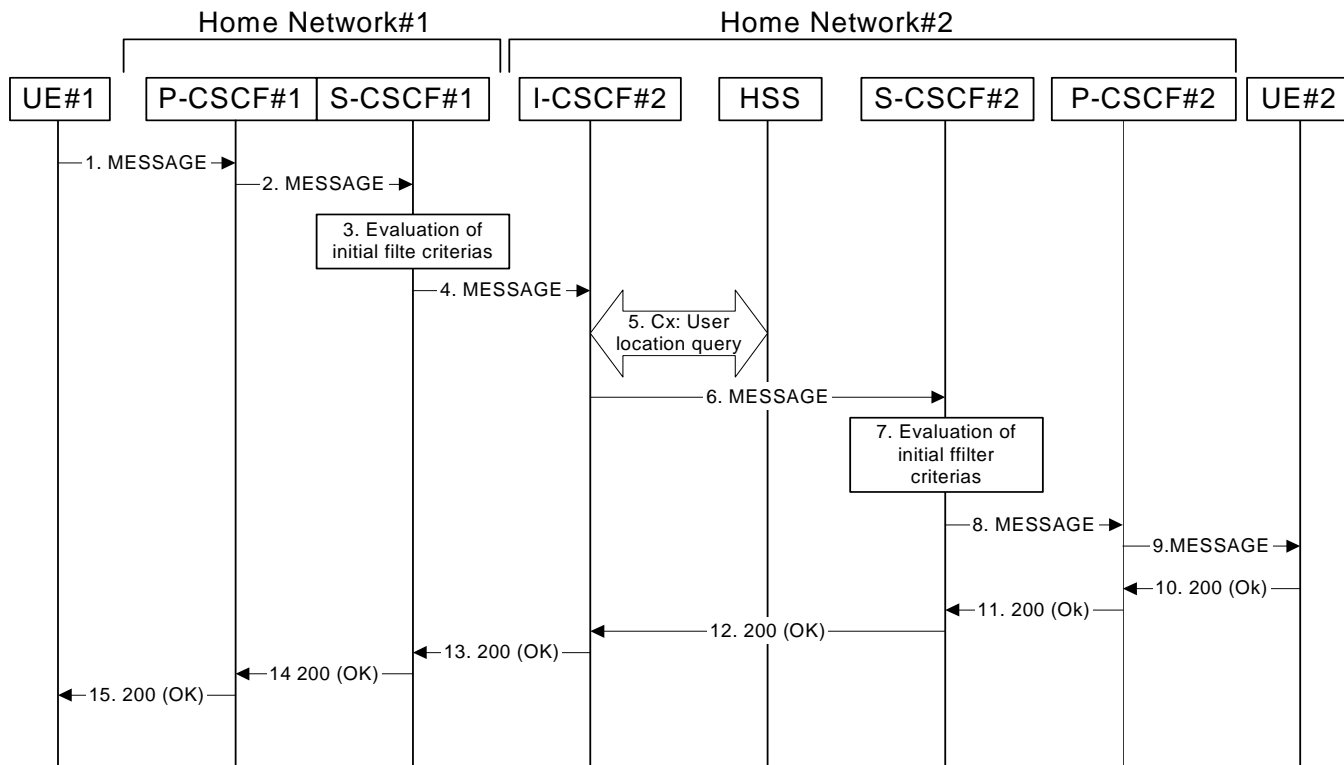 Home Network#1
Home Network#2
UE#1
P-CSCF#1
S-CSCF#1
I-CSCF#2
HSS
S-CSCF#2
P-CSCF#2
UE#2
1. MESSAGE
2. MESSAGE
3. Evaluation of
initial filte criterias
4. MESSAGE
5. Cx: User
location query
6. MESSAGE
7. Evaluation of
initial ffilter
criterias
8. MESSAGE
9.MESSAGE
10. 200 (Ok)
11. 200 (Ok)
12. 200 (OK)
13. 200 (OK)
14 200 (OK)
15. 200 (OK)